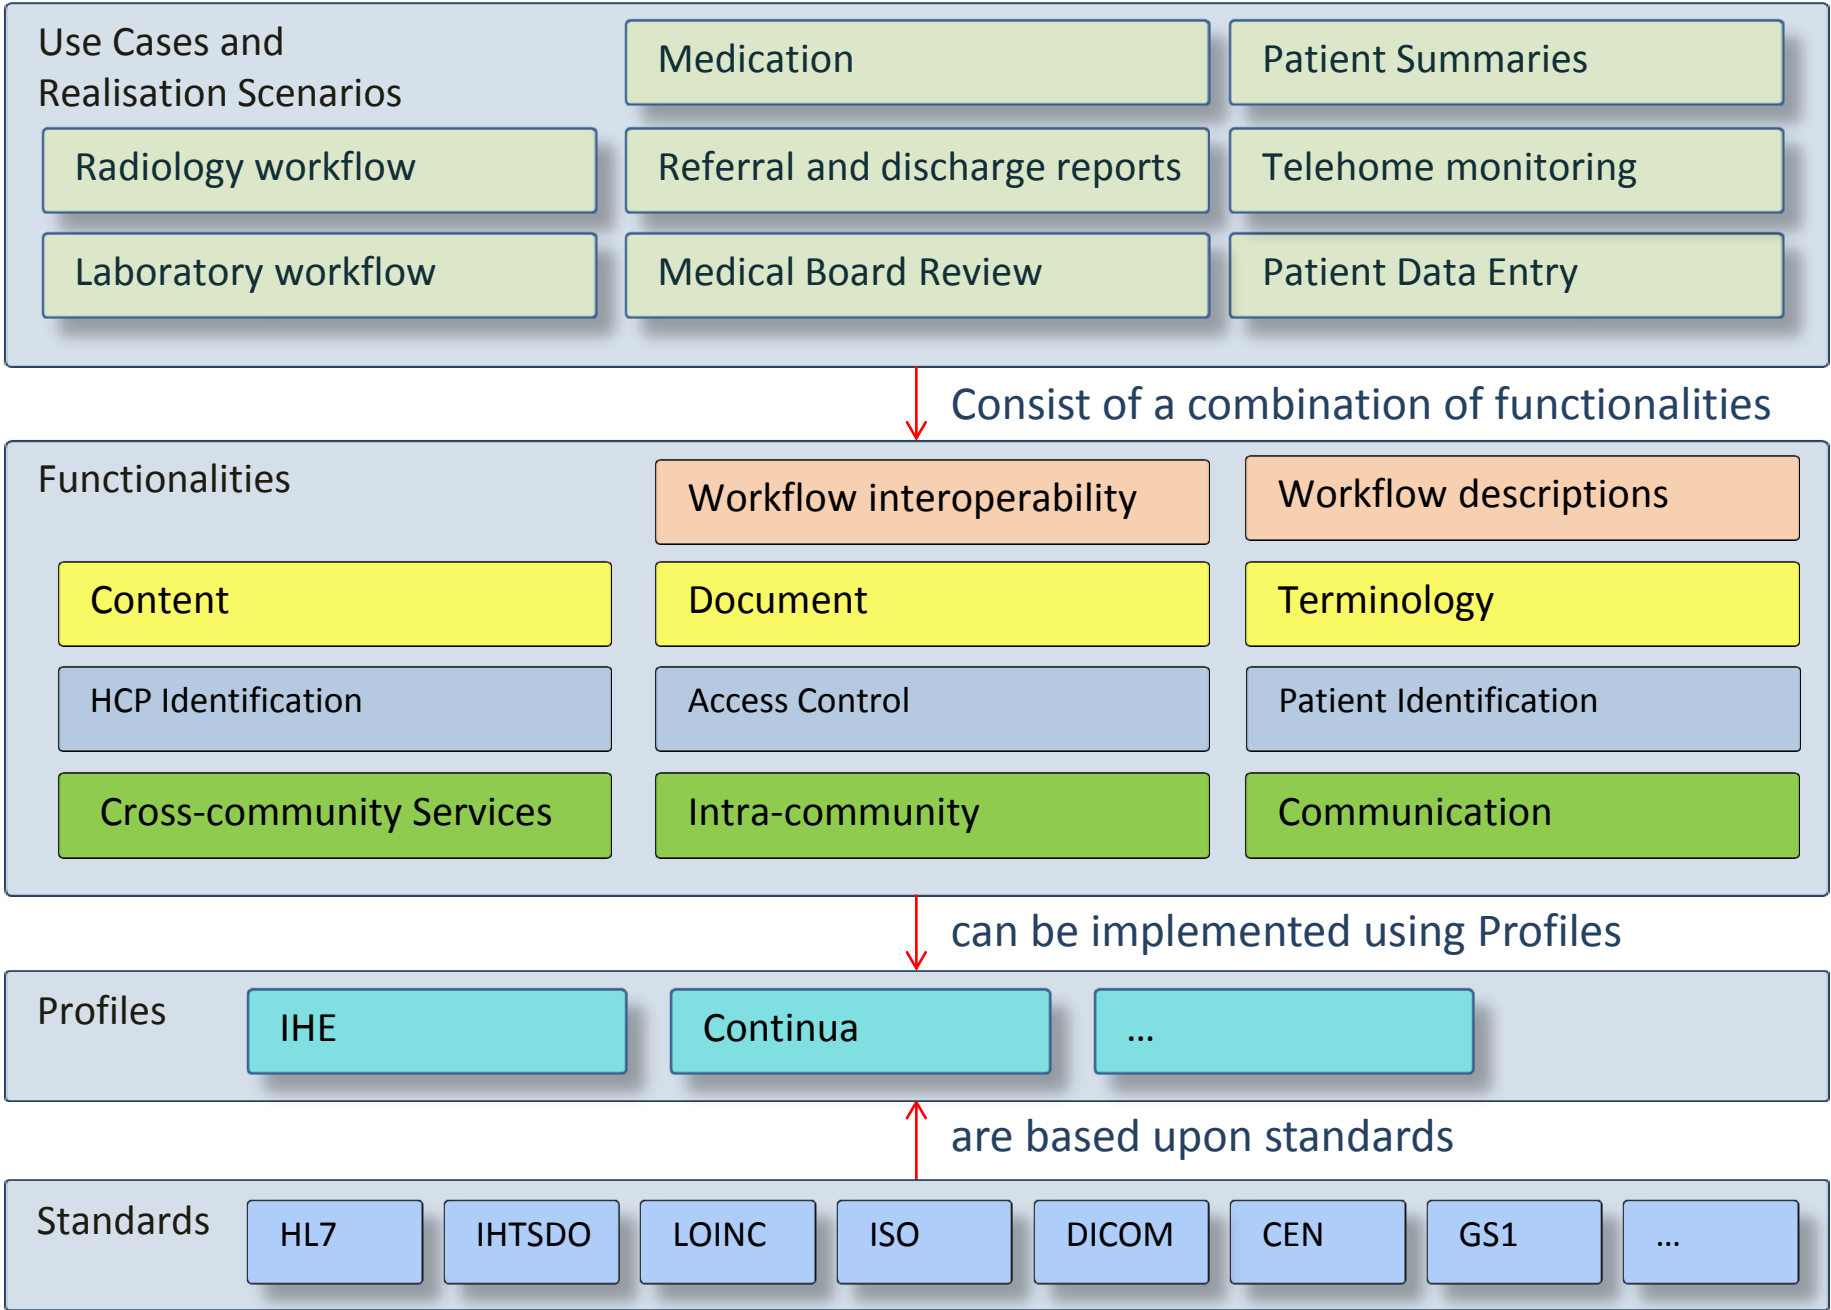 Use Cases and
Realisation Scenarios
Medication
Patient Summaries
Radiology workflow
Referral and discharge reports
Telehome monitoring
Laboratory workflow
Medical Board Review
Patient Data Entry
Consist of a combination of functionalities
Functionalities
Workflow interoperability
Workflow descriptions
Content
Document
Terminology
HCP Identification
Access Control
Patient Identification
Cross-community Services
Intra-community
Communication
can be implemented using Profiles
Profiles
IHE
Continua
...
are based upon standards
Standards
HL7
IHTSDO
LOINC
ISO
DICOM
CEN
GS1
...